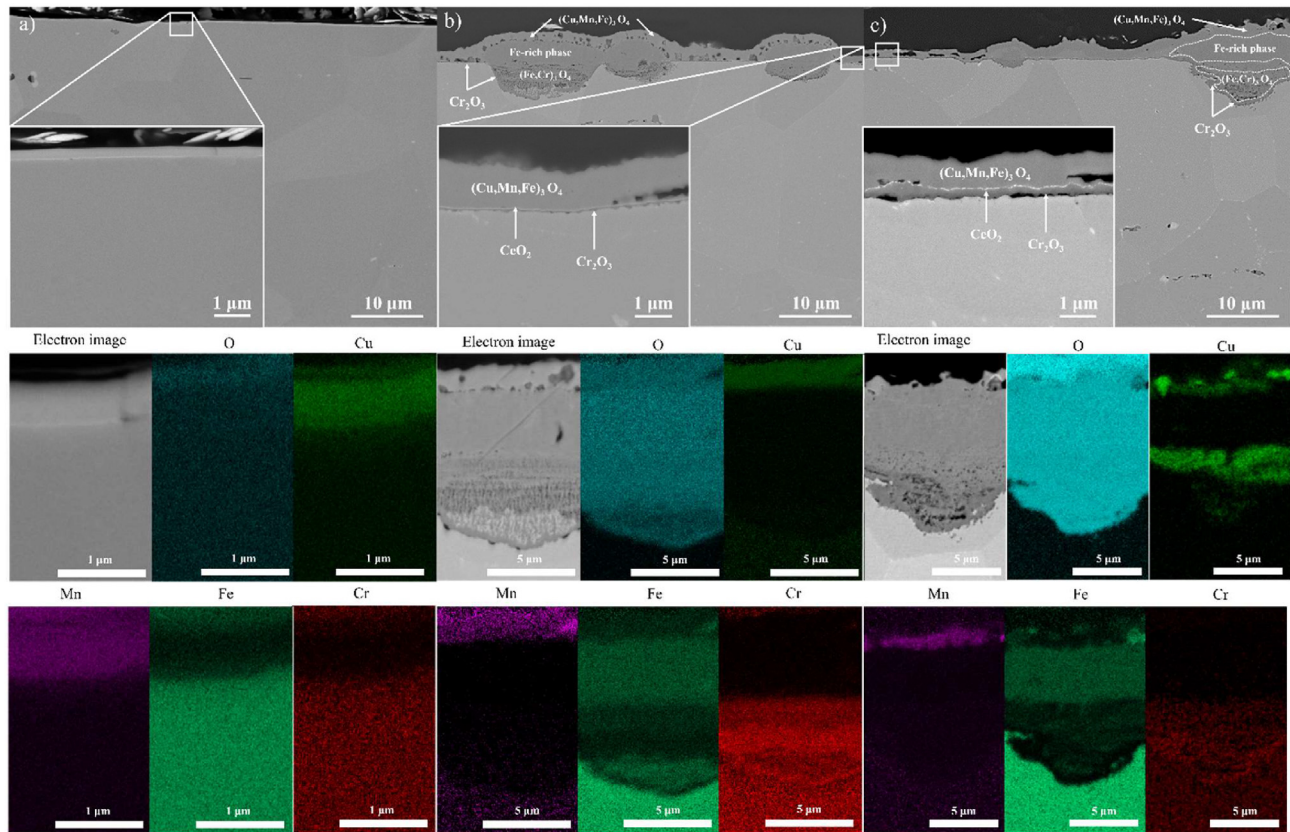 a)
1 µm
10 µm
b)
(Cu,Mn,Fe)3 O4
Fe-rich phase
(Fe,Cr)3 O4
Cr2O3
(Cu,Mn,Fe)3 O4
CeO2
Cr2O3
1 µm
10 µm
c)
(Cu,Mn,Fe)3 O4
Fe-rich phase
(Fe,Cr)3 O4
Cr2O3
(Cu,Mn,Fe)3 O4
CeO2
Cr2O3
1 µm
10 µm
Electron image O Cu Electron image O Cu Electron image O Cu
1 µm 1 µm 1 µm 5 µm 5 µm 5 µm 5 µm 5 µm 5 µm
Mn Fe Cr Mn Fe Cr Mn Fe Cr
1 µm 1 µm 1 µm 5 µm 5 µm 5 µm 5 µm 5 µm 5 µm